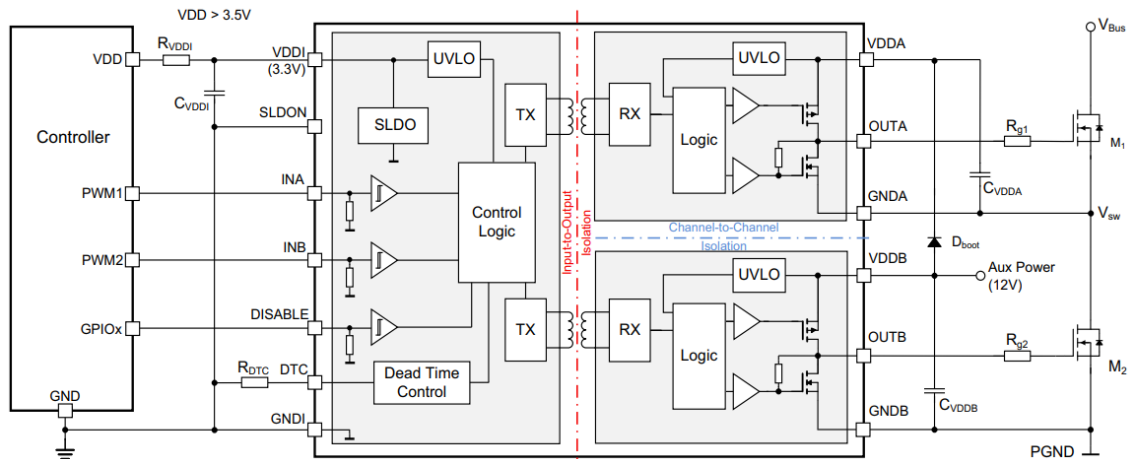 VDD > 3.5V
Controller
VDD
PWM1
PWM2
GPIOx
GND
RVDDI
CVDDI
RDTC
VDDI
(3.3V)
SLDON
INA
INB
DISABLE
DTC
GNDI
UVLO
SLDO
TX
Control
Logic
TX
Dead Time
Control
Input-to-Output
Isolation
Channel-to-Channel
Isolation
UVLO
RX
Logic
UVLO
RX
Logic
VDDA
OUTA
GNDA
VDDB
OUTB
GNDB
VBus
Rg1
M1
CVDDA
Vsw
Dboot
Aux Power
(12V)
Rg2
M2
CVDDB
PGND